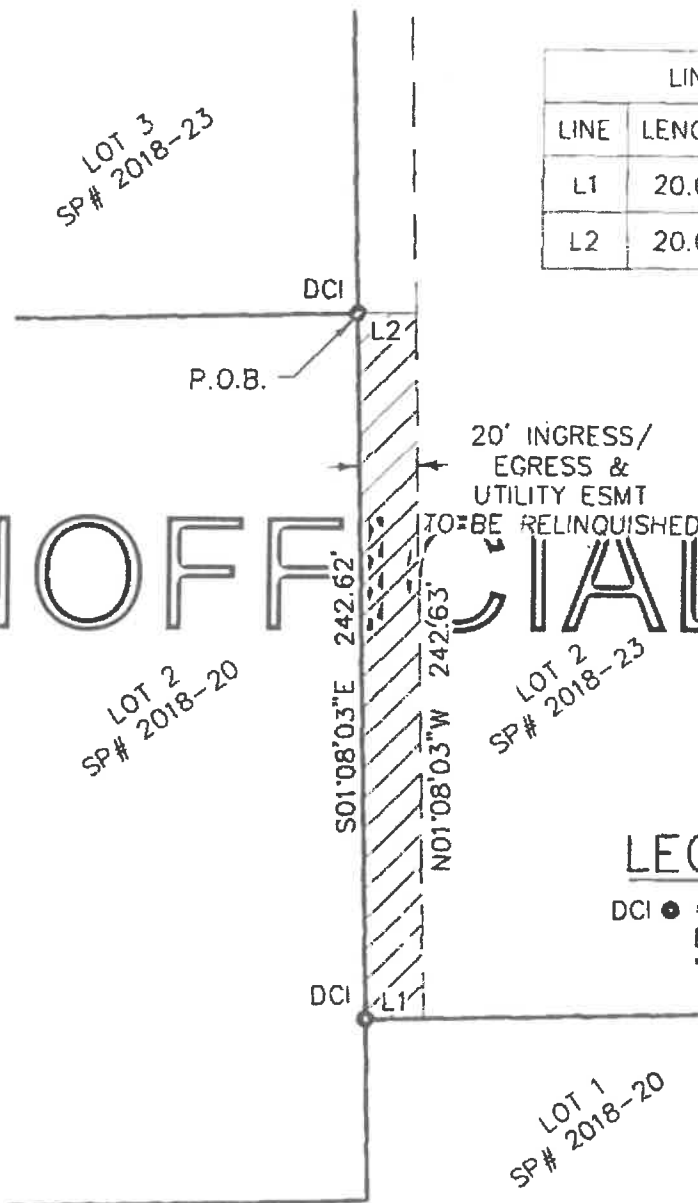 LOT 3
SP# 2018-23
LINE
LENG
L1
20.0
L2
20.0
DCI
L2
P.O.B.
20' INGRESS/
EGRESS &
UTILITY ESMT
TO BE RELINQUISHED
S01°08'03"E 242.62'
N01°08'03"W 242.63'
LOT 2
SP# 2018-20
LOT 2
SP# 2018-23
DCI
DCI
L1
LOT 1
SP# 2018-20